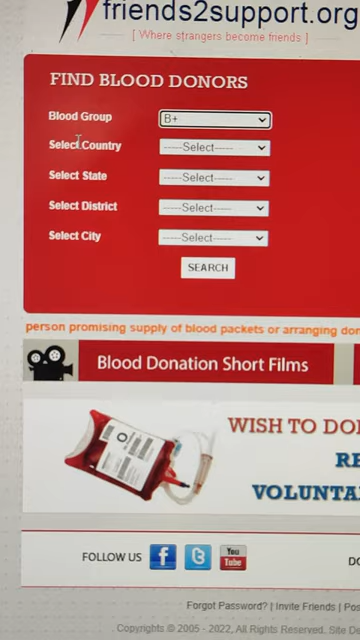 friends2support.org
[ Where strangers become friends ]
FIND BLOOD DONORS
Blood Group B+
Select Country -----Select-----
Select State -----Select-----
Select District -----Select-----
Select City -----Select-----
SEARCH
person promising supply of blood packets or arranging don
Blood Donation Short Films
WISH TO DO
RE
VOLUNTA
FOLLOW US f t You Tube
Forgot Password? | Invite Friends | Pos
Copyrights © 2005 - 2022, All Rights Reserved. Site De